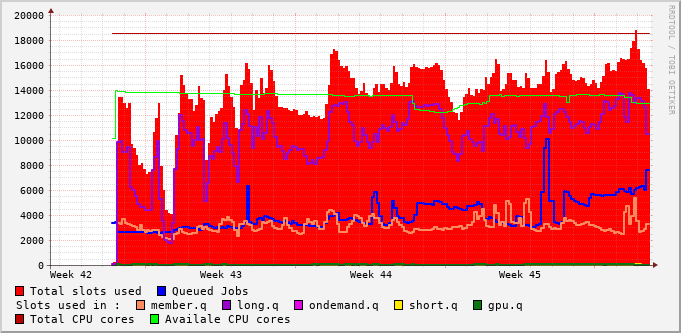 20000
18000
16000
14000
12000
10000
8000
6000
4000
2000
0
Week 42 Week 43 Week 44 Week 45
RRDTOOL / TOBI OETIKER
Total slots used Queued Jobs
Slots used in : member.q long.q ondemand.q short.q gpu.q
Total CPU cores Availale CPU cores